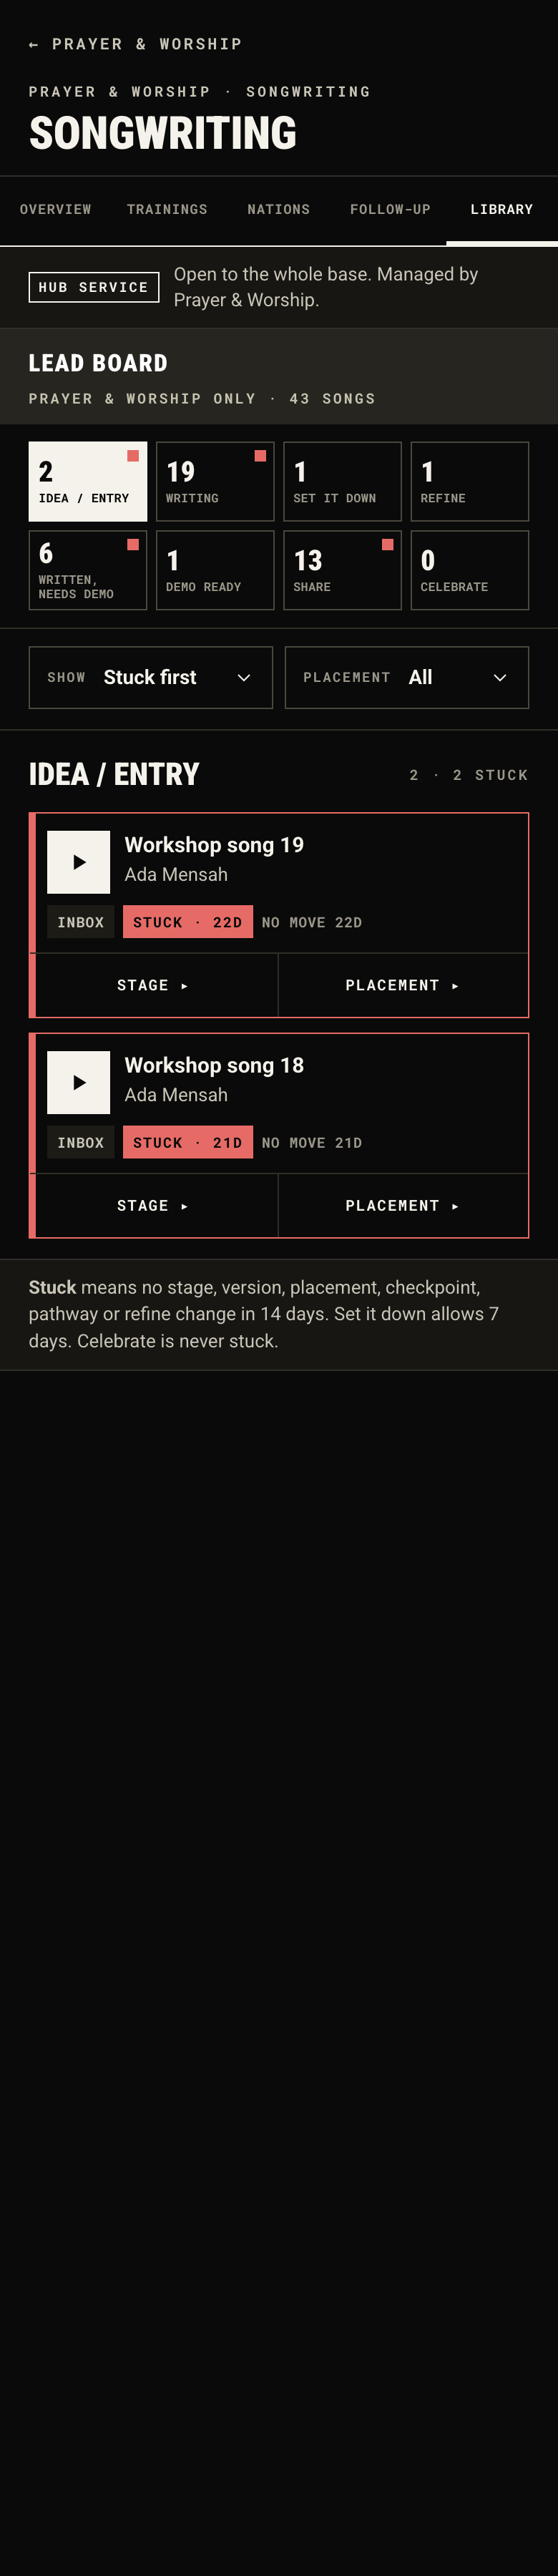 ← PRAYER & WORSHIP
PRAYER & WORSHIP · SONGWRITING
SONGWRITING
OVERVIEW TRAININGS NATIONS FOLLOW-UP LIBRARY
HUB SERVICE
Open to the whole base. Managed by
Prayer & Worship.
LEAD BOARD
PRAYER & WORSHIP ONLY · 43 SONGS
2
IDEA / ENTRY
19
WRITING
1
SET IT DOWN
1
REFINE
6
WRITTEN,
NEEDS DEMO
1
DEMO READY
13
SHARE
0
CELEBRATE
SHOW Stuck first
PLACEMENT All
IDEA / ENTRY
2 · 2 STUCK
Workshop song 19
Ada Mensah
INBOX STUCK · 22D NO MOVE 22D
STAGE ▸ PLACEMENT ▸
Workshop song 18
Ada Mensah
INBOX STUCK · 21D NO MOVE 21D
STAGE ▸ PLACEMENT ▸
Stuck means no stage, version, placement, checkpoint,
pathway or refine change in 14 days. Set it down allows 7
days. Celebrate is never stuck.